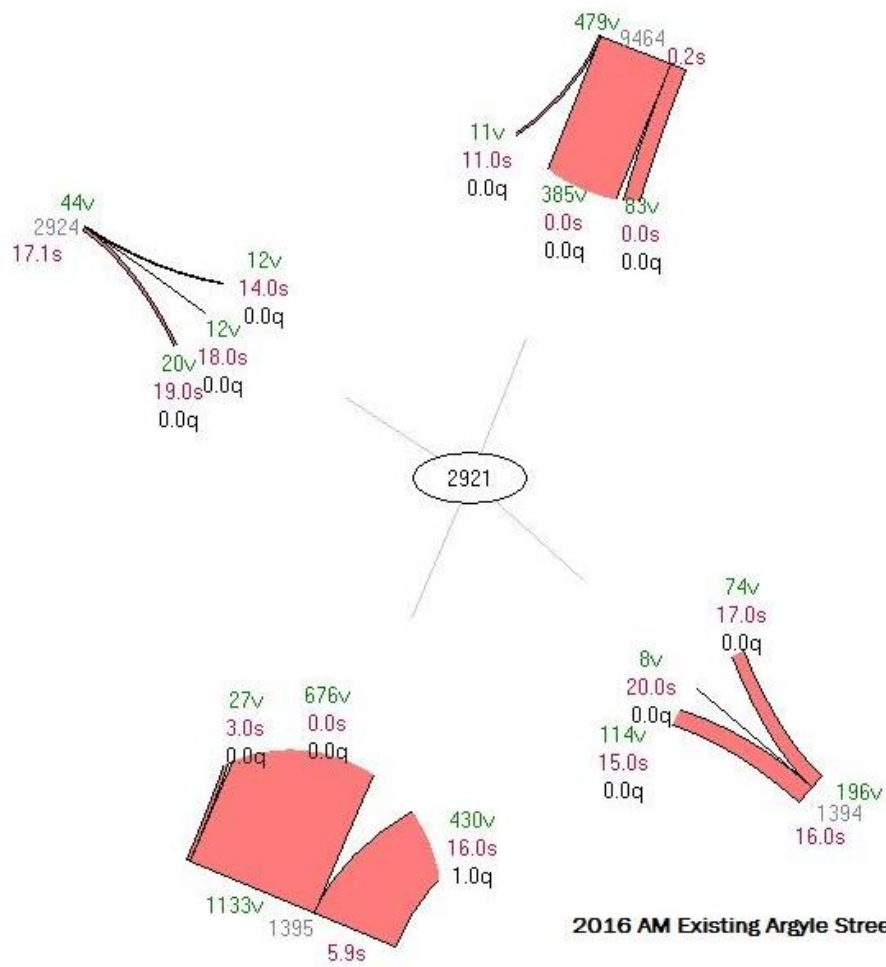 479v
9464
0.2s
11v
11.0s
0.0q
385v
0.0s
0.0q
83v
0.0s
0.0q
44v
2924
17.1s
12v
14.0s
0.0q
12v
18.0s
0.0q
20v
19.0s
0.0q
2921
74v
17.0s
0.0q
8v
20.0s
0.0q
114v
15.0s
0.0q
196v
1394
16.0s
27v
3.0s
0.0q
676v
0.0s
0.0q
430v
16.0s
1.0q
1133v
1395
5.9s
2016 AM Existing Argyle Stree